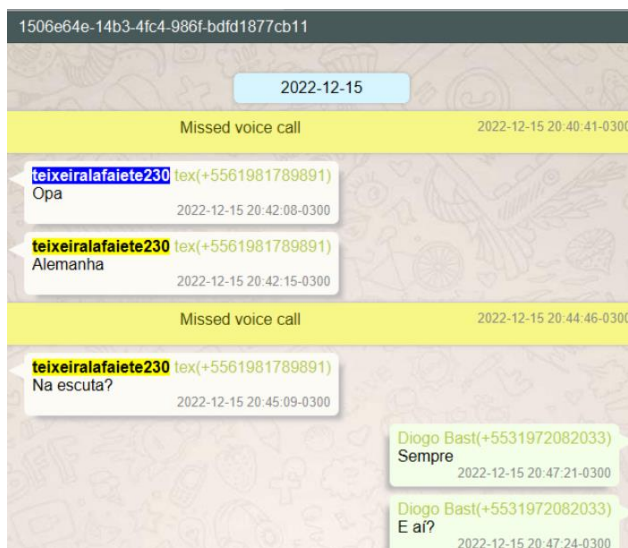 1506e64e-14b3-4fc4-986f-bdfd1877cb11
2022-12-15
Missed voice call 2022-12-15 20:40:41-0300
teixeiralafaiete230 tex(+5561981789891)
Opa
2022-12-15 20:42:08-0300
teixeiralafaiete230 tex(+5561981789891)
Alemanha
2022-12-15 20:42:15-0300
Missed voice call 2022-12-15 20:44:46-0300
teixeiralafaiete230 tex(+5561981789891)
Na escuta?
2022-12-15 20:45:09-0300
Diogo Bast(+5531972082033)
Sempre
2022-12-15 20:47:21-0300
Diogo Bast(+5531972082033)
E aí?
2022-12-15 20:47:24-0300